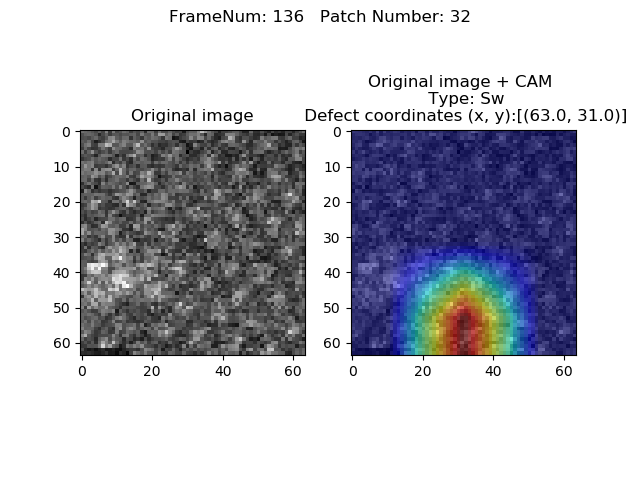 FrameNum: 136   Patch Number: 32
Original image
Original image + CAM
Type: Sw
Defect coordinates (x, y):[(63.0, 31.0)]
0
10
20
30
40
50
60
0 20 40 60
0
10
20
30
40
50
60
0 20 40 60